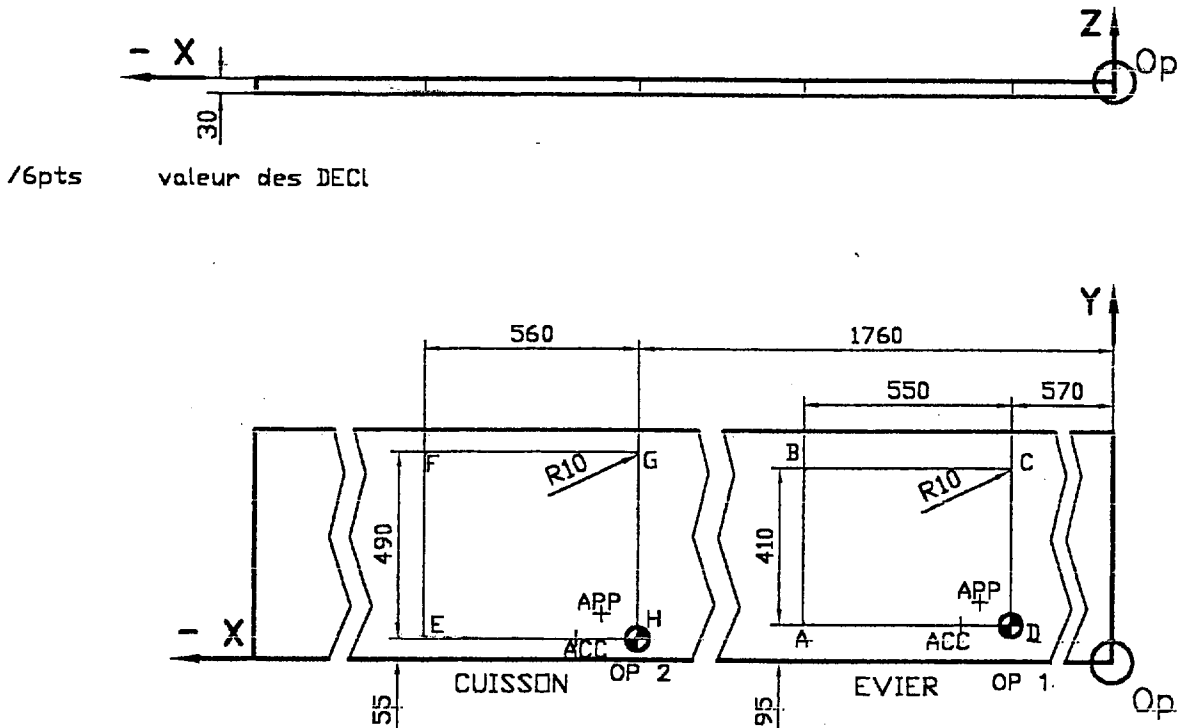 Z
- X
Op
30
/6pts valeur des DECl
Y
560
1760
550
570
F
G
B
C
R10
R10
490
410
APP
APP
E
H
A
D
- X
ACC
ACC
CUISSON
OP 2
EVIER
OP 1
Op
55
95